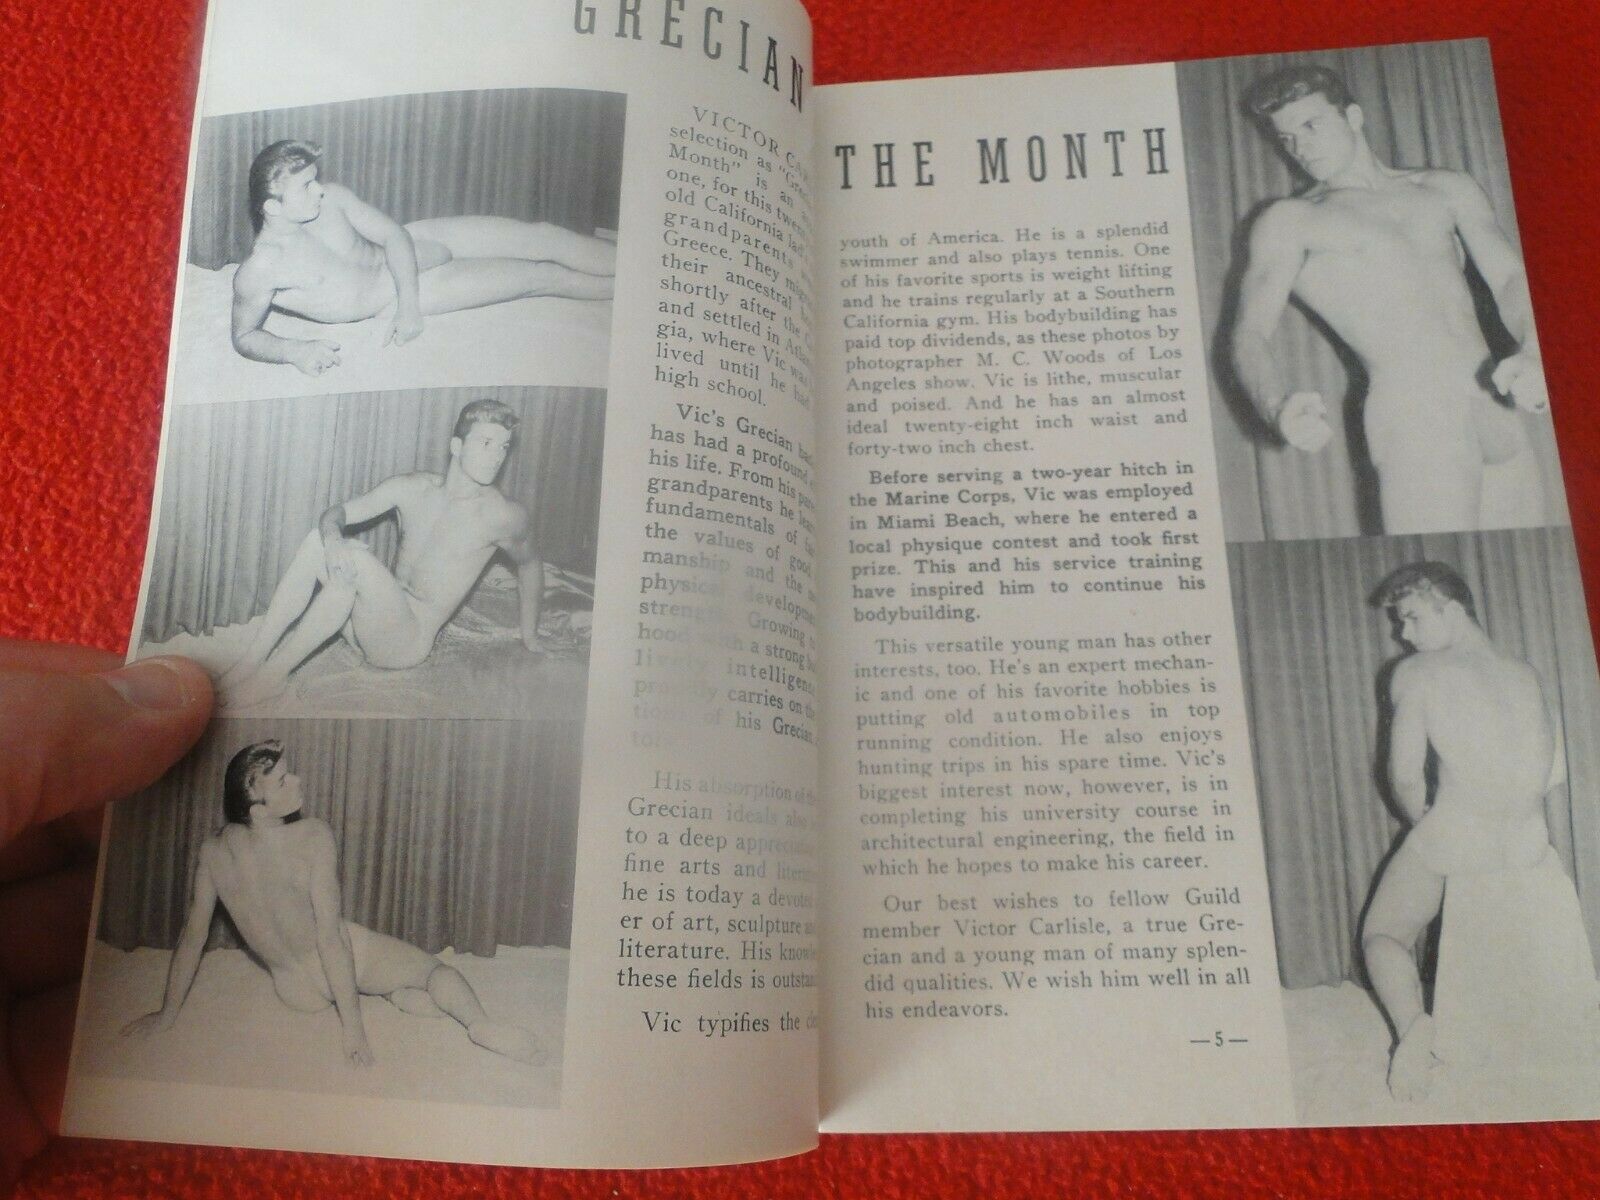 GRECIAN
VICTOR
selection as
Month" is an
one, for this
old California
grandparents
Greece. They
their ancestral
shortly after the
and settled in
gia, where Vic was
lived until he had
high school.
Vic's Grecian
has had a profound
his life. From his
grandparents he
fundamentals of
the values of good
manship and the
physical
strength. Growing
hood with a strong
lively intelligence
proudly carries on the
of his Grecian
His absorption of
Grecian ideals also
to a deep
fine arts and
he is today a
er of art, sculpture
literature. His
these fields is
Vic typifies the
THE MONTH
youth of America. He is a splendid
swimmer and also plays tennis. One
of his favorite sports is weight lifting
and he trains regularly at a Southern
California gym. His bodybuilding has
paid top dividends, as these photos by
photographer M. C. Woods of Los
Angeles show. Vic is lithe, muscular
and poised. And he has an almost
ideal twenty-eight inch waist and
forty-two inch chest.
Before serving a two-year hitch in
the Marine Corps, Vic was employed
in Miami Beach, where he entered a
local physique contest and took first
prize. This and his service training
have inspired him to continue his
bodybuilding.
This versatile young man has other
interests, too. He's an expert mechan-
ic and one of his favorite hobbies is
putting old automobiles in top
running condition. He also enjoys
hunting trips in his spare time. Vic's
biggest interest now, however, is in
completing his university course in
architectural engineering, the field in
which he hopes to make his career.
Our best wishes to fellow Guild
member Victor Carlisle, a true Gre-
cian and a young man of many splen-
did qualities. We wish him well in all
his endeavors.
—5—